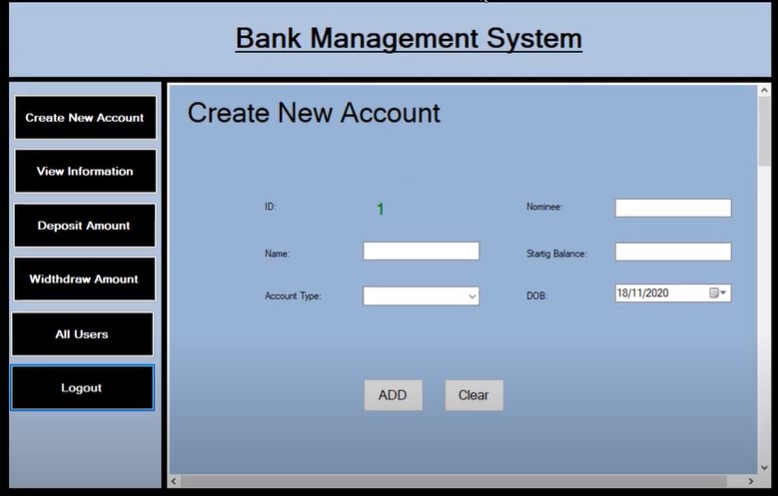 Bank Management System
Create New Account
View Information
Deposit Amount
Widthdraw Amount
All Users
Logout
Create New Account
ID: 1
Nominee:
Name:
Startig Balance:
Account Type:
DOB: 18/11/2020
ADD Clear